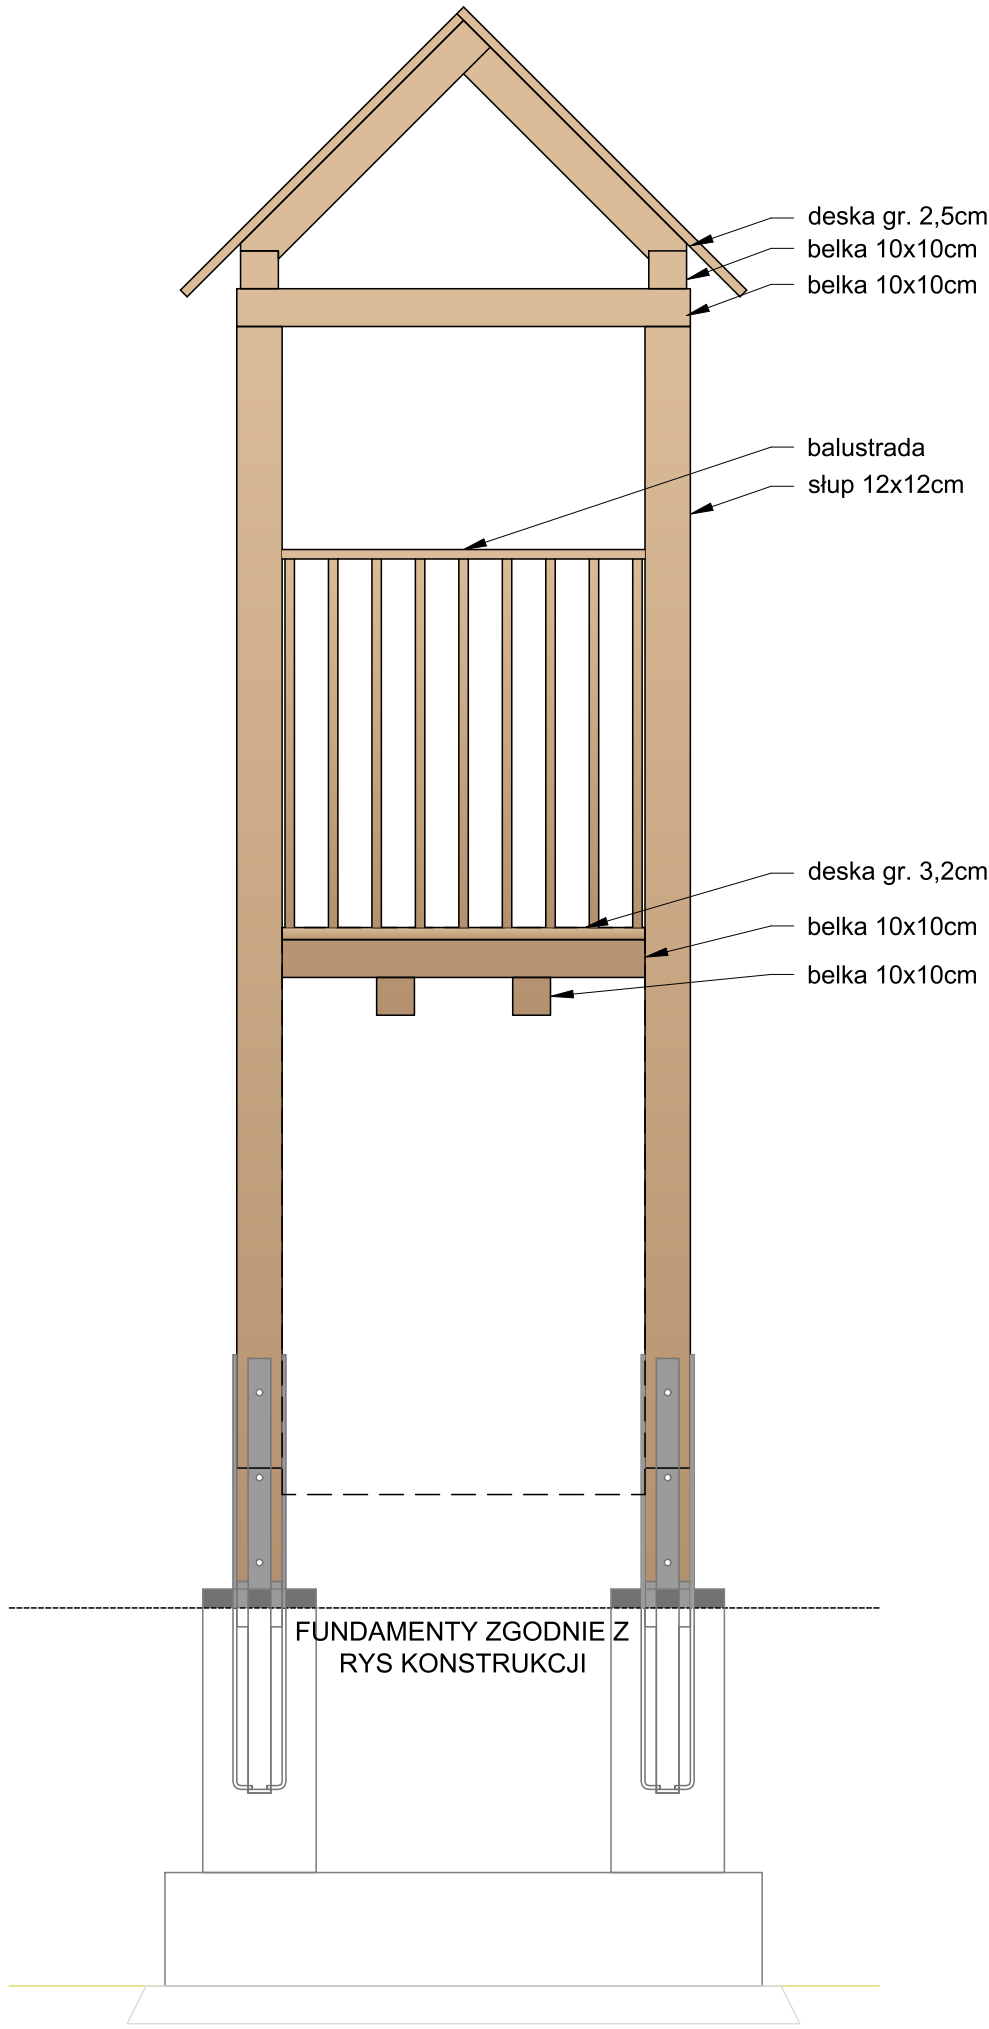 deska gr. 2,5cm
belka 10x10cm
belka 10x10cm
balustrada
słup 12x12cm
deska gr. 3,2cm
belka 10x10cm
belka 10x10cm
FUNDAMENTY ZGODNIE Z
RYS KONSTRUKCJI